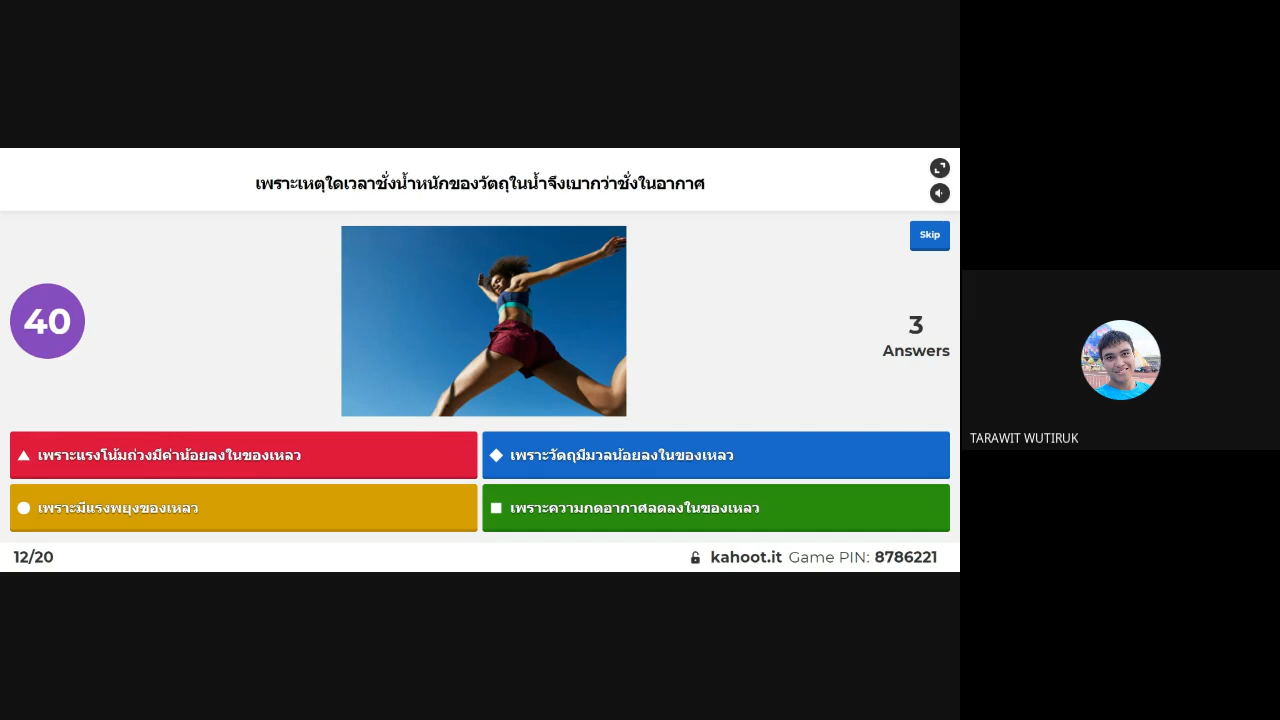 เพราะเหตุใดเวลาชั่งน้ำหนักของวัตถุในน้ำจึงเบากว่าชั่งในอากาศ
Skip
40
3
Answers
เพราะแรงโน้มถ่วงมีค่าน้อยลงในของเหลว
เพราะวัตถุมีมวลน้อยลงในของเหลว
เพราะมีแรงพยุงของเหลว
เพราะความกดอากาศลดลงในของเหลว
12/20
kahoot.it Game PIN: 8786221
TARAWIT WUTIRUK